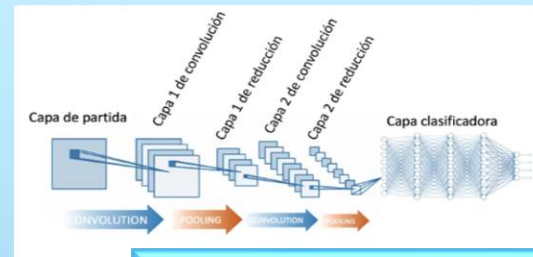 Capa de partida
Capa 1 de convolución
Capa 1 de reducción
Capa 2 de convolución
Capa 2 de reducción
Capa clasificadora
CONVOLUTION
POOLING
CONVOLUTION
POOLING